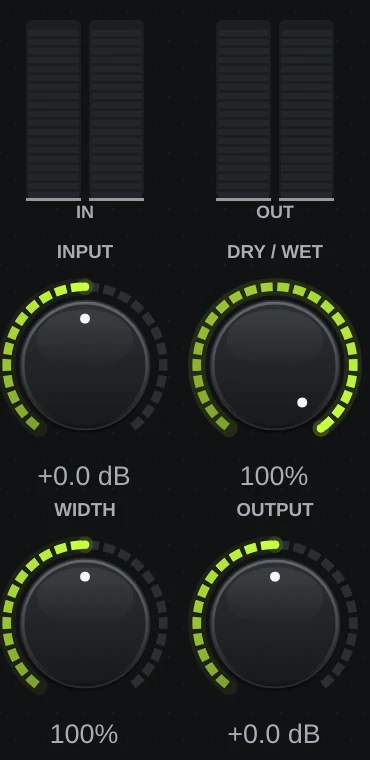 IN OUT
INPUT DRY / WET
+0.0 dB 100%
WIDTH OUTPUT
100% +0.0 dB